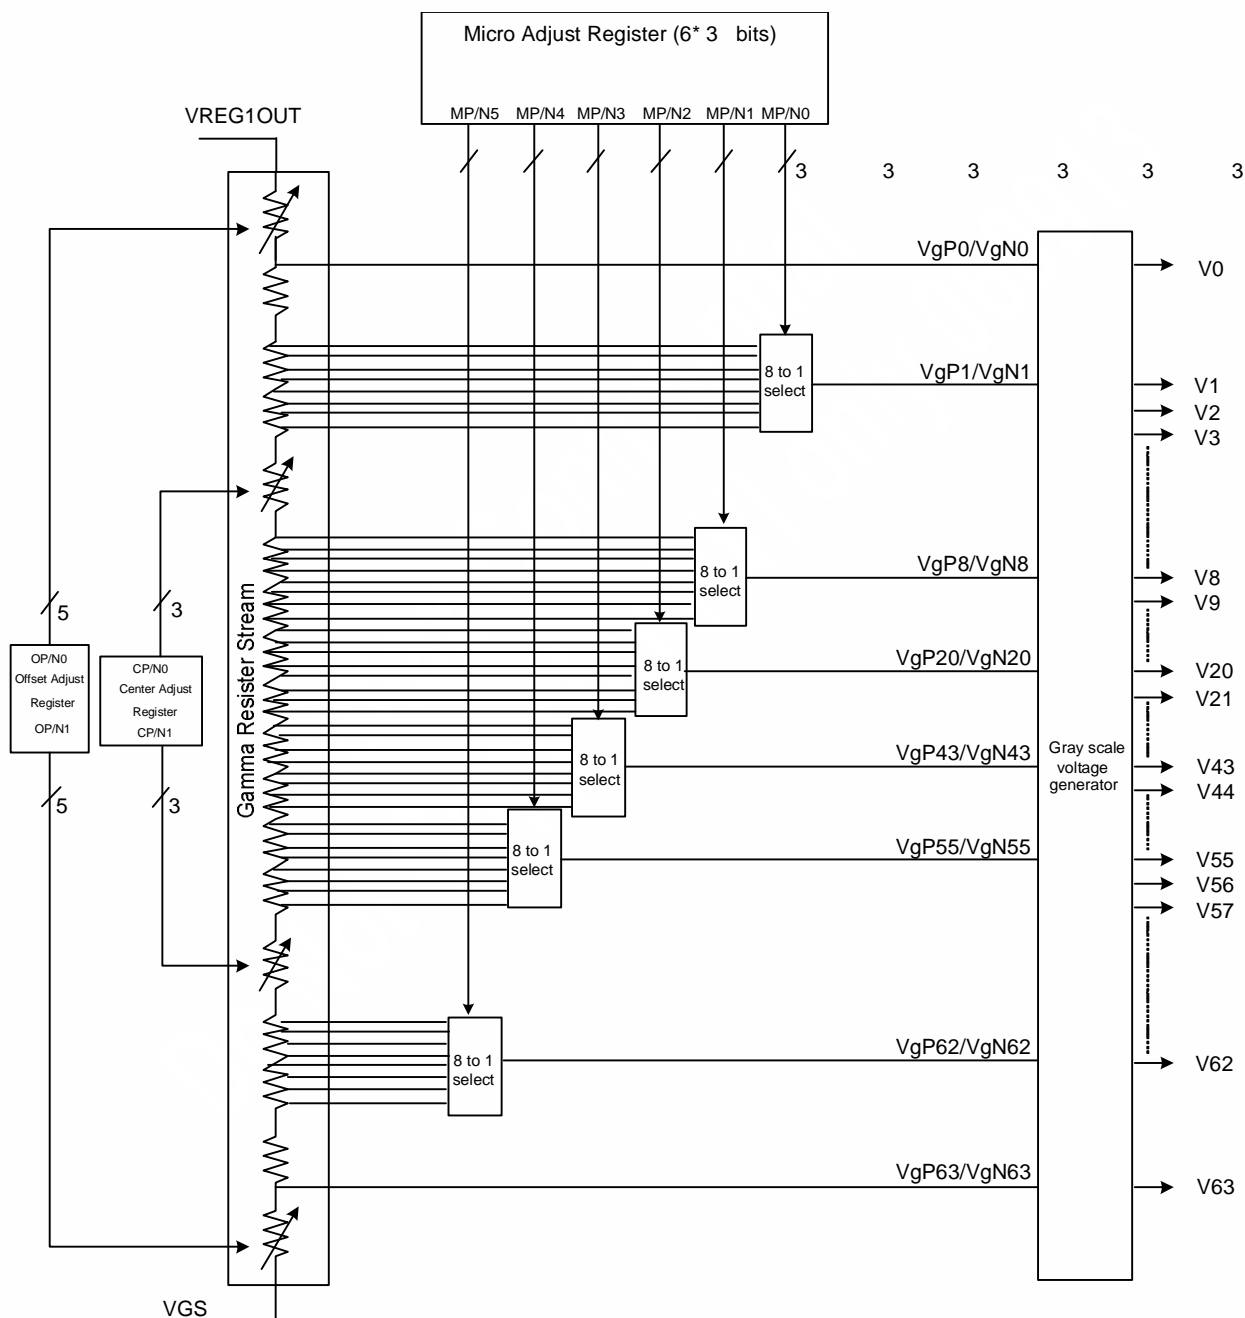 Micro Adjust Register (6* 3 bits)
MP/N5 MP/N4 MP/N3 MP/N2 MP/N1 MP/N0
VREG1OUT
3 3 3 3 3 3
VgP0/VgN0
V0
8 to 1
select
VgP1/VgN1
V1
V2
V3
8 to 1
select
VgP8/VgN8
V8
V9
5
3
OP/N0
Offset Adjust
Register
OP/N1
CP/N0
Center Adjust
Register
CP/N1
5
3
Gamma Resister Stream
8 to 1
select
VgP20/VgN20
V20
V21
8 to 1
select
VgP43/VgN43
Gray scale
voltage
generator
V43
V44
8 to 1
select
VgP55/VgN55
V55
V56
V57
8 to 1
select
VgP62/VgN62
V62
VgP63/VgN63
V63
VGS